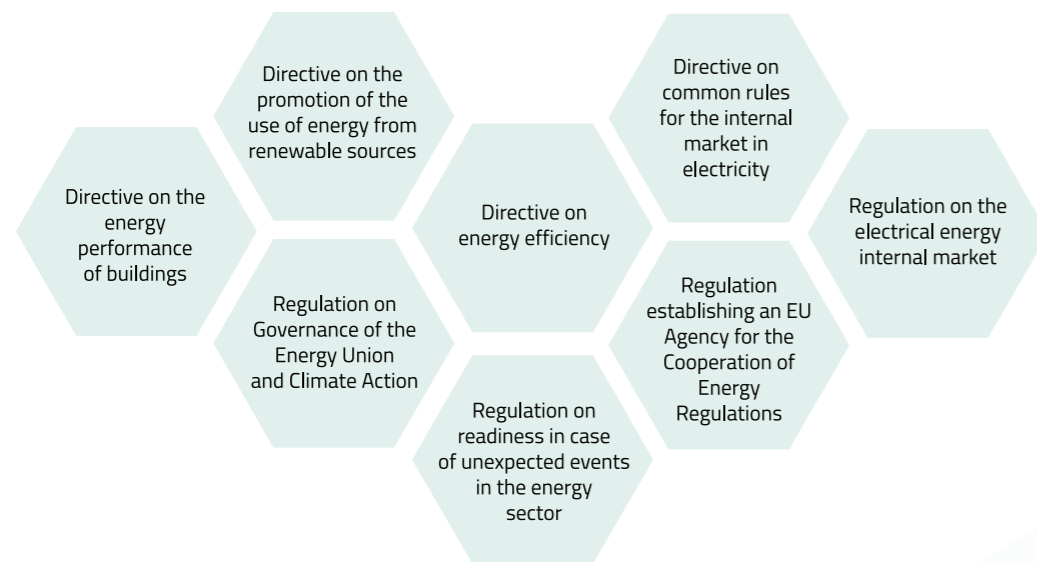 Directive on the
promotion of the
use of energy from
renewable sources
Directive on
common rules
for the internal
market in
electricity
Directive on the
energy
performance
of buildings
Directive on
energy efficiency
Regulation on the
electrical energy
internal market
Regulation on
Governance of the
Energy Union
and Climate Action
Regulation
establishing an EU
Agency for the
Cooperation of
Energy
Regulations
Regulation on
readiness in case
of unexpected events
in the energy
sector